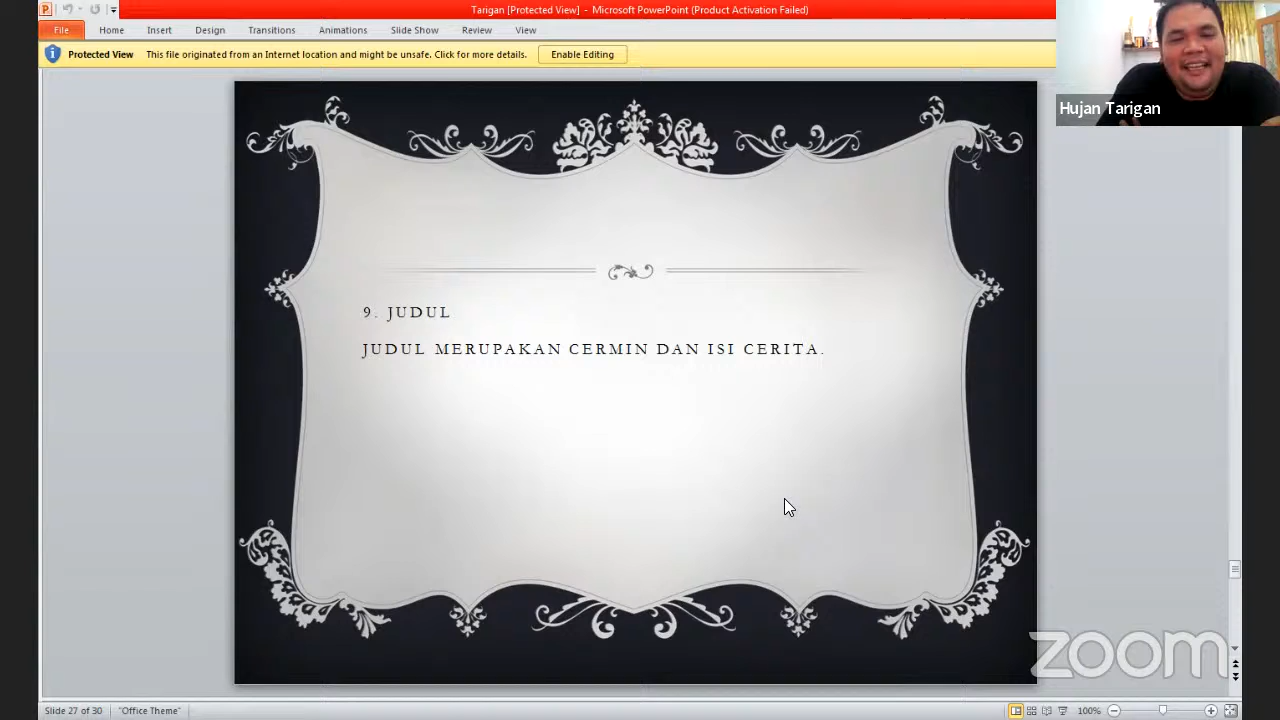 Tarigan [Protected View] - Microsoft PowerPoint (Product Activation Failed)
File Home Insert Design Transitions Animations Slide Show Review View
Protected View This file originated from an Internet location and might be unsafe. Click for more details. Enable Editing
Hujan Tarigan
9. JUDUL
JUDUL MERUPAKAN CERMIN DAN ISI CERITA.
zoom
Slide 27 of 30 "Office Theme" 100%